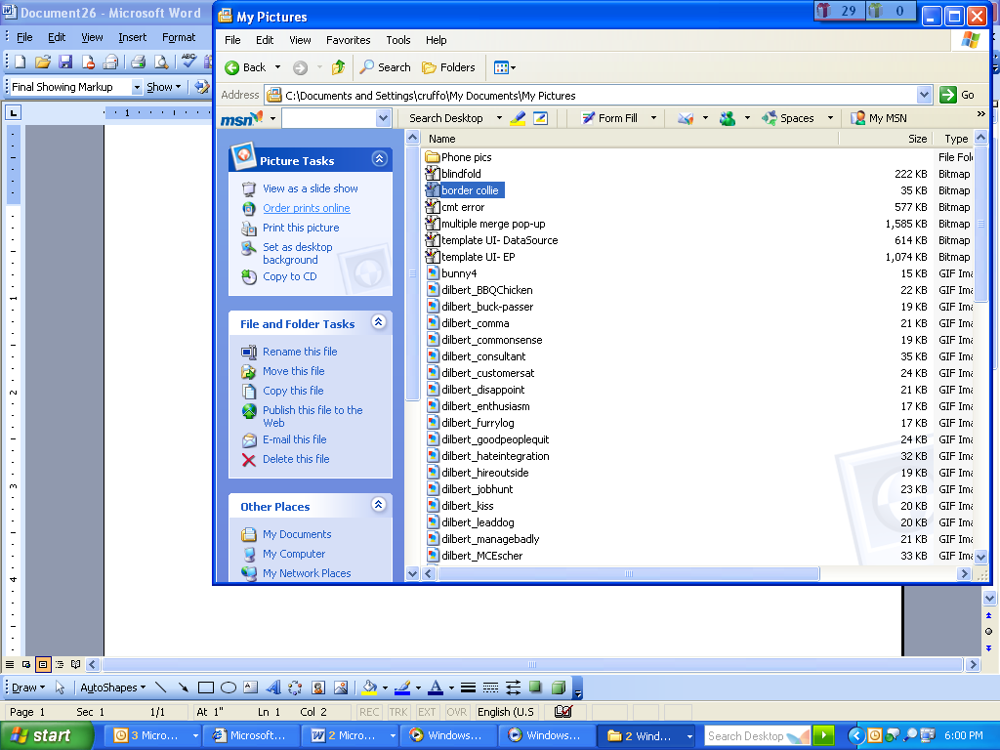 Document26 - Microsoft Word
File Edit View Insert Format
Final Showing Markup Show
L
1
1
2
3
4
My Pictures
29 0
File Edit View Favorites Tools Help
Back Search Folders
Address C:\Documents and Settings\cruffo\My Documents\My Pictures Go
msn Search Desktop Form Fill Spaces My MSN »
Picture Tasks
View as a slide show
Order prints online
Print this picture
Set as desktop
background
Copy to CD
File and Folder Tasks
Rename this file
Move this file
Copy this file
Publish this file to the
Web
E-mail this file
Delete this file
Other Places
My Documents
My Computer
My Network Places
Name Size Type
Phone pics File Fol
blindfold 222 KB Bitmap
border collie 35 KB Bitmap
cmt error 577 KB Bitmap
multiple merge pop-up 1,585 KB Bitmap
template UI- DataSource 614 KB Bitmap
template UI- EP 1,074 KB Bitmap
bunny4 15 KB GIF Ima
dilbert_BBQChicken 22 KB GIF Ima
dilbert_buck-passer 19 KB GIF Ima
dilbert_comma 21 KB GIF Ima
dilbert_commonsense 19 KB GIF Ima
dilbert_consultant 35 KB GIF Ima
dilbert_customersat 24 KB GIF Ima
dilbert_disappoint 21 KB GIF Ima
dilbert_enthusiasm 17 KB GIF Ima
dilbert_furrylog 17 KB GIF Ima
dilbert_goodpeoplequit 24 KB GIF Ima
dilbert_hateintegration 32 KB GIF Ima
dilbert_hireoutside 19 KB GIF Ima
dilbert_jobhunt 23 KB GIF Ima
dilbert_kiss 20 KB GIF Ima
dilbert_leaddog 20 KB GIF Ima
dilbert_managebadly 21 KB GIF Ima
dilbert_MCEscher 33 KB GIF Ima
Draw AutoShapes A A
Page 1 Sec 1 1/1 At 1" Ln 1 Col 2 REC TRK EXT OVR English (U.S
start 3 Micro... Microsoft... 2 Micro... Windows... Windows... 2 Wind... Search Desktop 6:00 PM